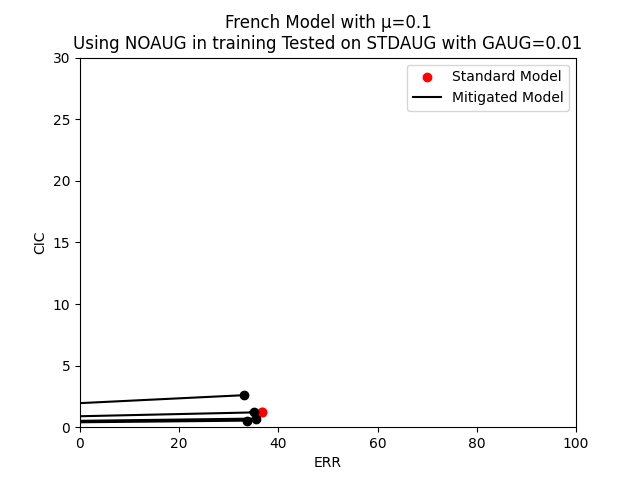 French Model with μ=0.1
Using NOAUG in training Tested on STDAUG with GAUG=0.01
30
25
20
15
10
5
0
CIC
Standard Model
Mitigated Model
0 20 40 60 80 100
ERR